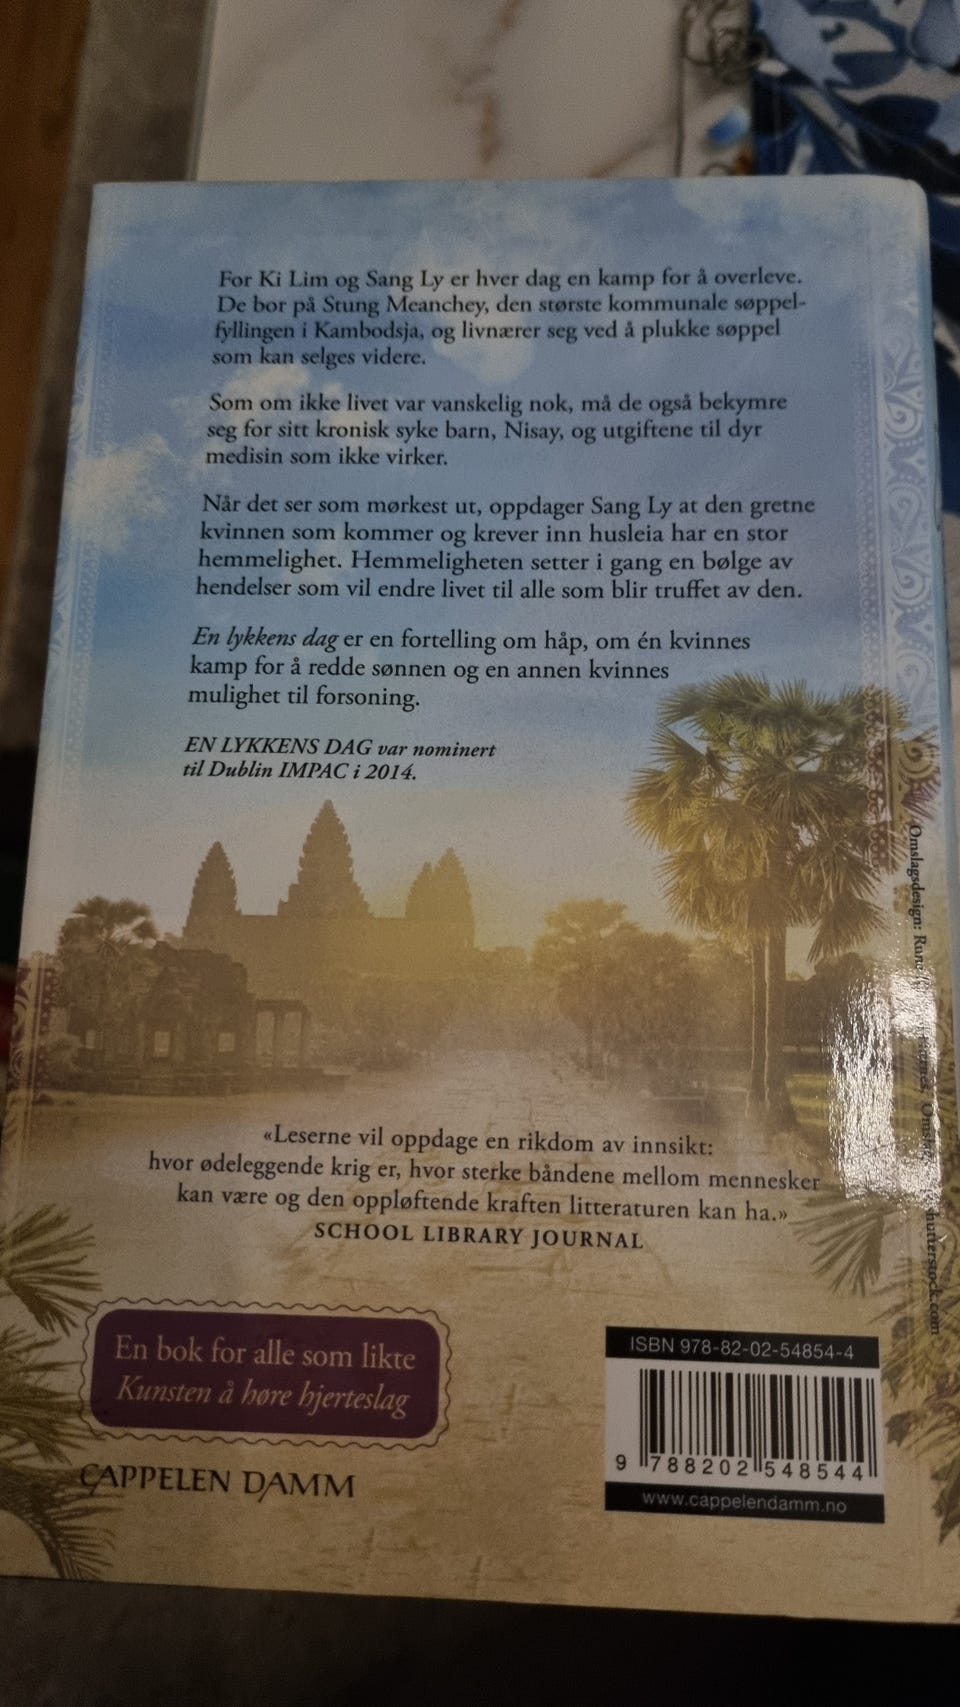 For Ki Lim og Sang Ly er hver dag en kamp for å overleve.
De bor på Stung Meanchey, den største kommunale søppel-
fyllingen i Kambodsja, og livnærer seg ved å plukke søppel
som kan selges videre.
Som om ikke livet var vanskelig nok, må de også bekymre
seg for sitt kronisk syke barn, Nisay, og utgiftene til dyr
medisin som ikke virker.
Når det ser som mørkest ut, oppdager Sang Ly at den gretne
kvinnen som kommer og krever inn husleia har en stor
hemmelighet. Hemmeligheten setter i gang en bølge av
hendelser som vil endre livet til alle som blir truffet av den.
En lykkens dag er en fortelling om håp, om én kvinnes
kamp for å redde sønnen og en annen kvinnes
mulighet til forsoning.
EN LYKKENS DAG var nominert
til Dublin IMPAC i 2014.
«Leserne vil oppdage en rikdom av innsikt:
hvor ødeleggende krig er, hvor sterke båndene mellom mennesker
kan være og den oppløftende kraften litteraturen kan ha.»
SCHOOL LIBRARY JOURNAL
En bok for alle som likte
Kunsten å høre hjerteslag
CAPPELEN DAMM
ISBN 978-82-02-54854-4
9 788202 548544
www.cappelendamm.no
Omslagsdesign: